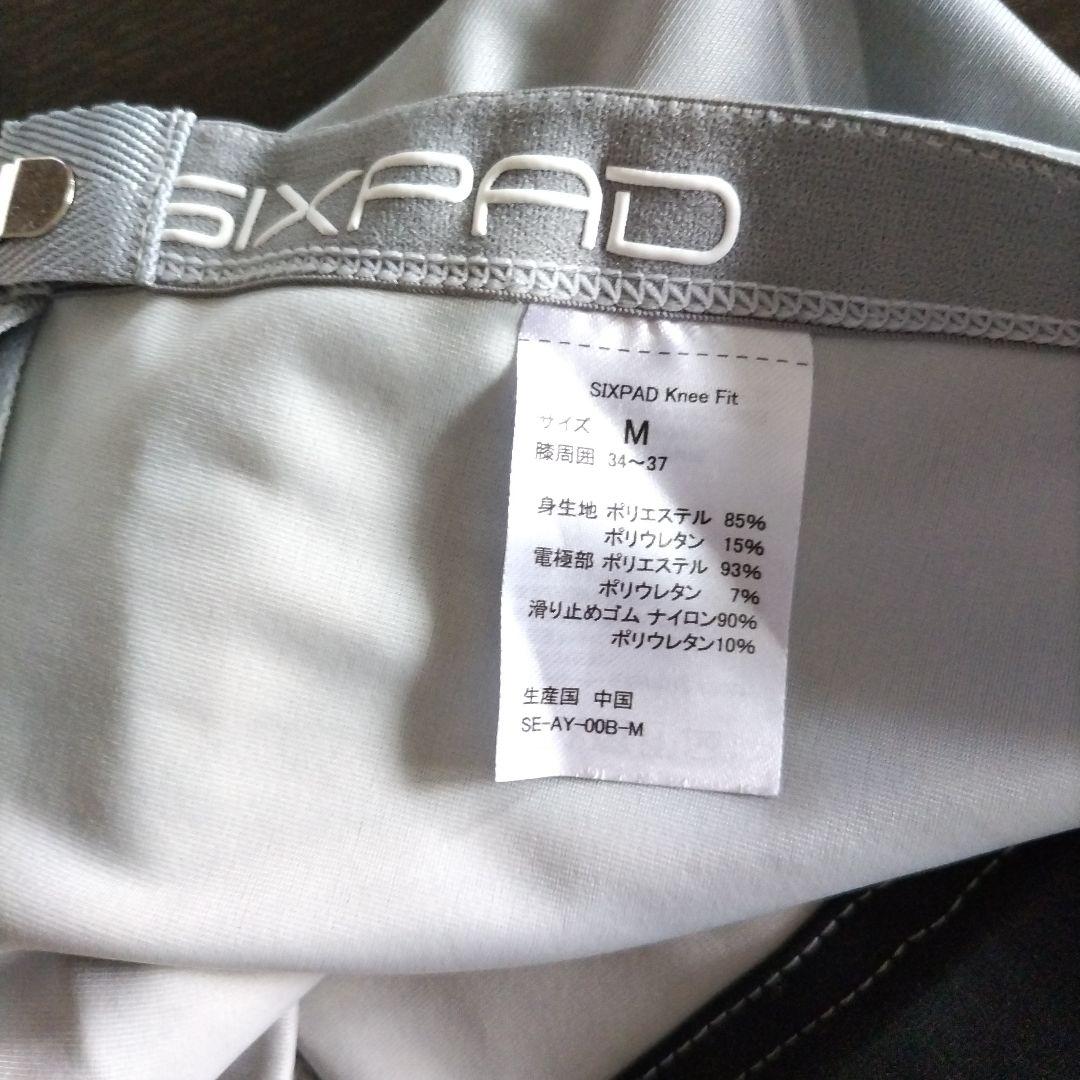 SIXPAD
SIXPAD Knee Fit
サイズ M
膝周囲 34～37
身生地 ポリエステル 85%
ポリウレタン 15%
電極部 ポリエステル 93%
ポリウレタン 7%
滑り止めゴム ナイロン90%
ポリウレタン10%
生産国 中国
SE-AY-00B-M